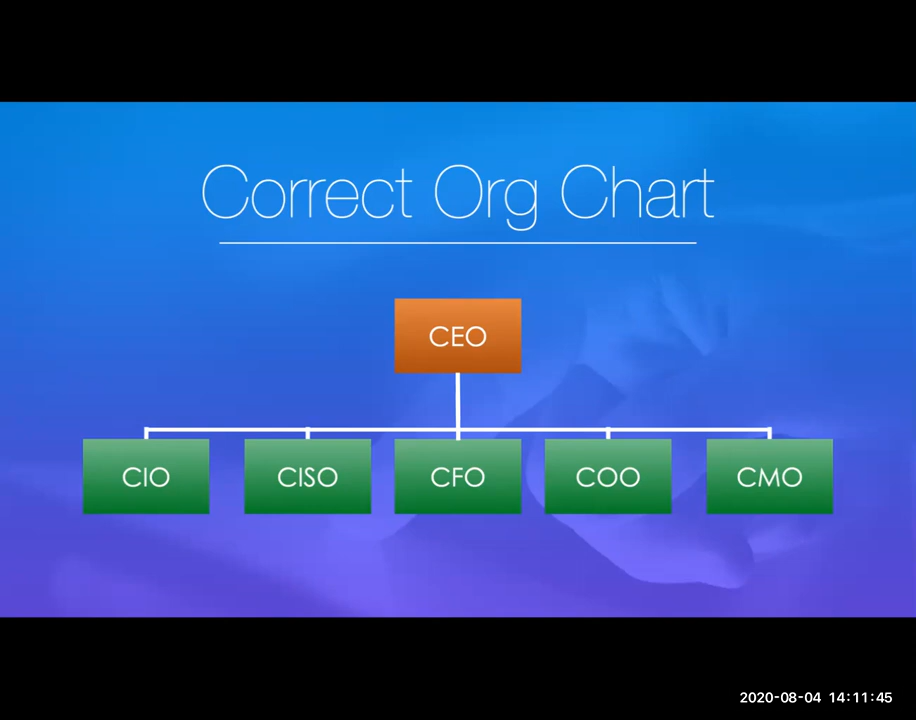 Correct Org Chart
CEO
CIO
CISO
CFO
COO
CMO
2020-08-04 14:11:45